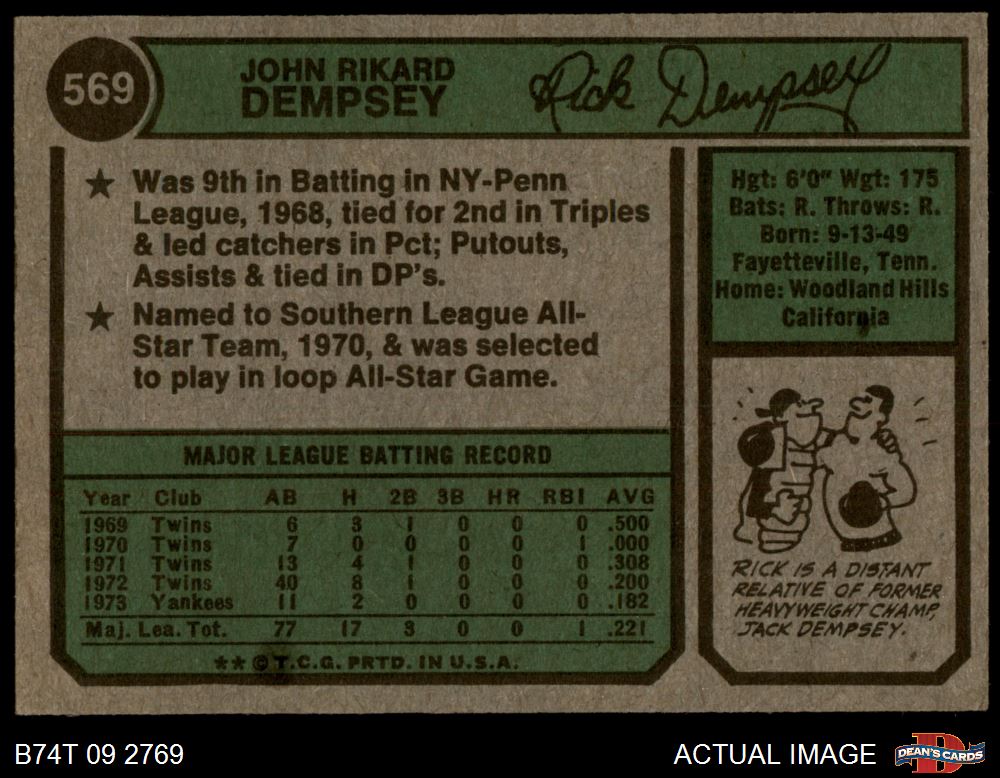 569
JOHN RIKARD
DEMPSEY
Rick Dempsey
★ Was 9th in Batting in NY-Penn
League, 1968, tied for 2nd in Triples
& led catchers in Pct; Putouts,
Assists & tied in DP's.
★ Named to Southern League All-
Star Team, 1970, & was selected
to play in loop All-Star Game.
Hgt: 6'0" Wgt: 175
Bats: R. Throws: R.
Born: 9-13-49
Fayetteville, Tenn.
Home: Woodland Hills
California
MAJOR LEAGUE BATTING RECORD
Year Club AB H 2B 3B HR RBI AVG
1969 Twins 6 3 1 0 0 0 .500
1970 Twins 7 0 0 0 0 1 .000
1971 Twins 13 4 1 0 0 0 .308
1972 Twins 40 8 1 0 0 0 .200
1973 Yankees 11 2 0 0 0 0 .182
Maj. Lea. Tot. 77 17 3 0 0 1 .221
** © T.C.G. PRTD. IN U.S.A.
RICK IS A DISTANT
RELATIVE OF FORMER
HEAVYWEIGHT CHAMP,
JACK DEMPSEY.
B74T 09 2769
ACTUAL IMAGE
DEAN'S CARDS